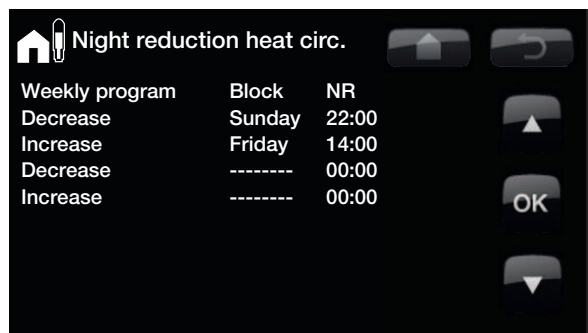 Night reduction heat circ.
Weekly program Block NR
Decrease Sunday 22:00
Increase Friday 14:00
Decrease -------- 00:00
Increase -------- 00:00
OK